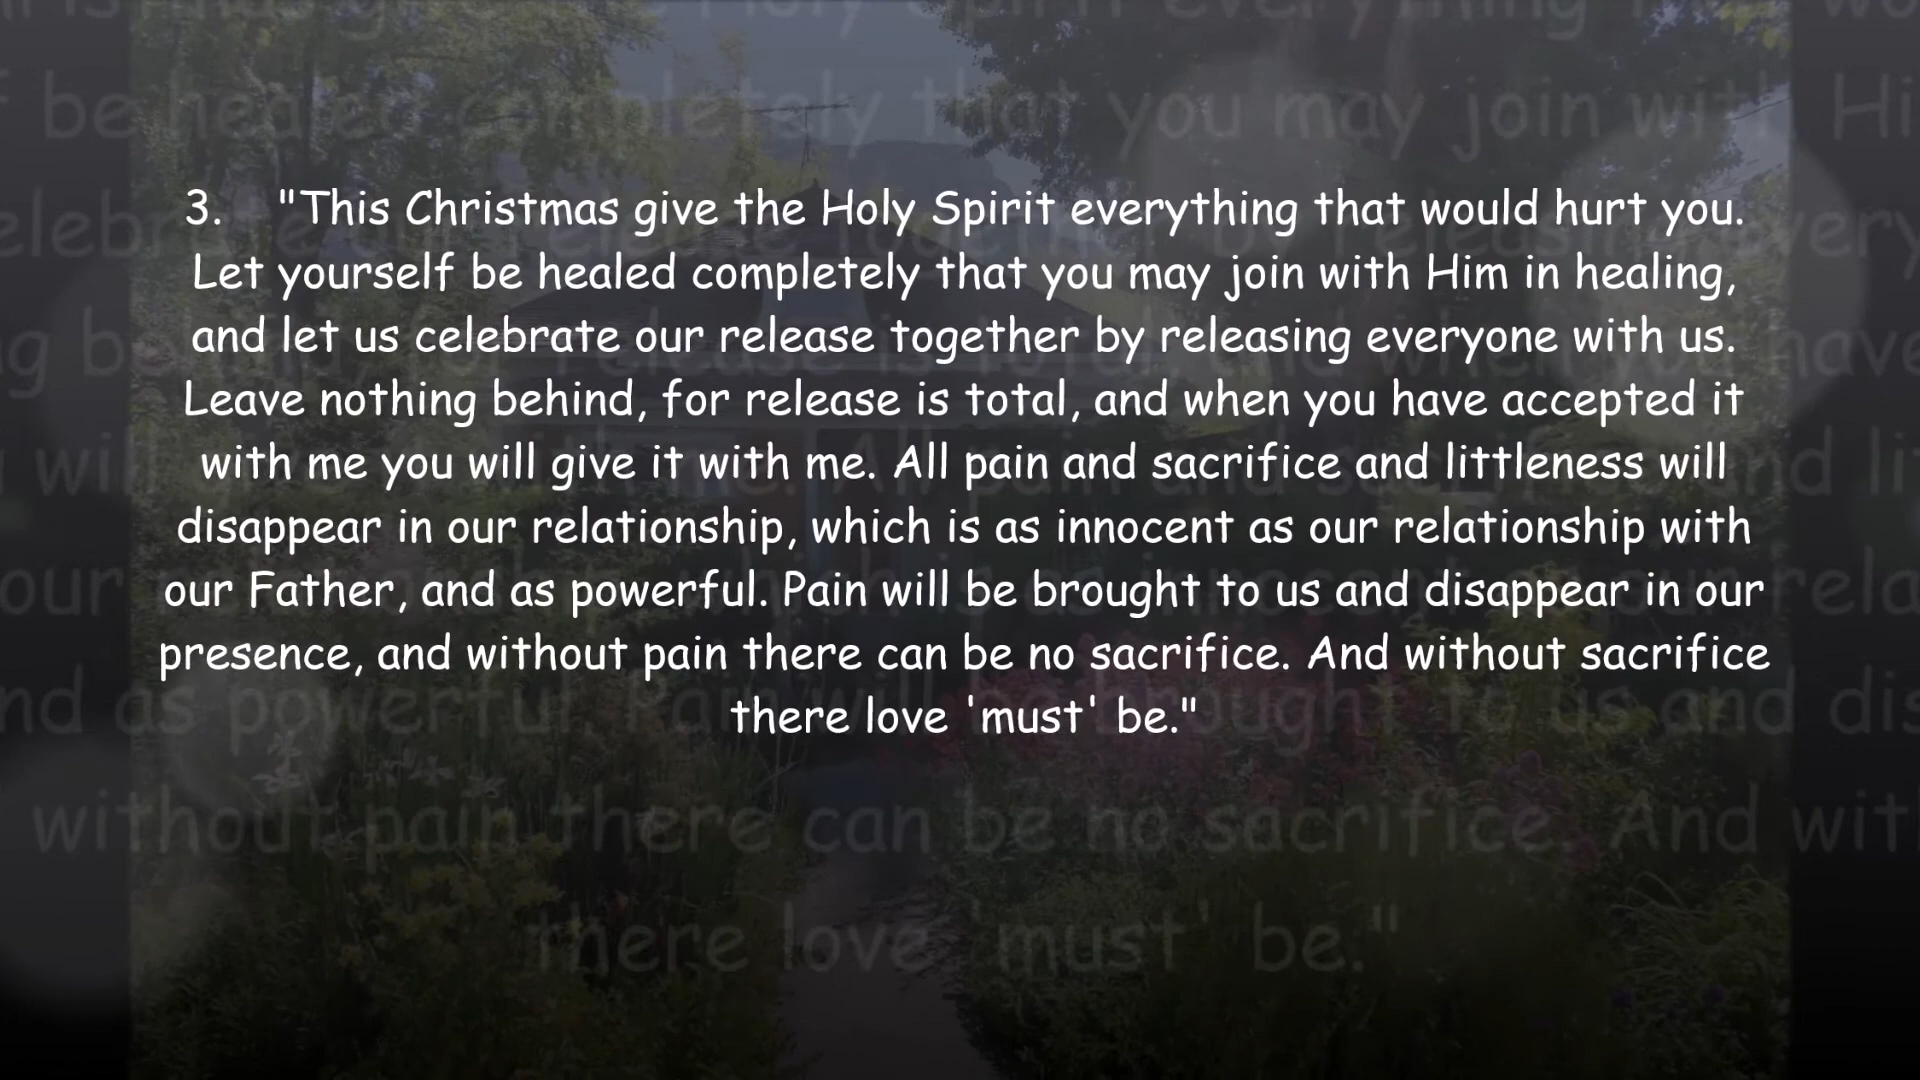 3. "This Christmas give the Holy Spirit everything that would hurt you.
Let yourself be healed completely that you may join with Him in healing,
and let us celebrate our release together by releasing everyone with us.
Leave nothing behind, for release is total, and when you have accepted it
with me you will give it with me. All pain and sacrifice and littleness will
disappear in our relationship, which is as innocent as our relationship with
our Father, and as powerful. Pain will be brought to us and disappear in our
presence, and without pain there can be no sacrifice. And without sacrifice
there love 'must' be."